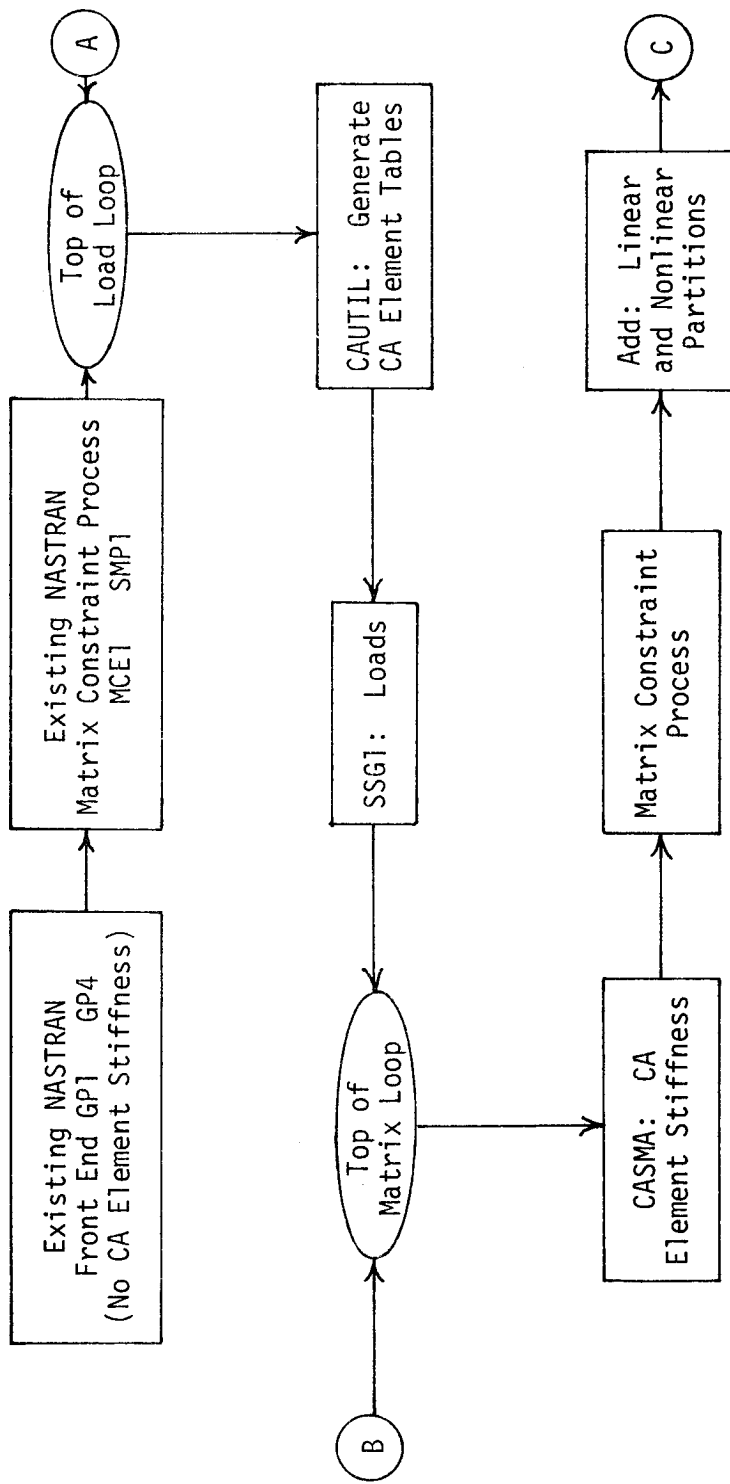 Existing NASTRAN
Front End GP1 GP4
(No CA Element Stiffness)
Existing NASTRAN
Matrix Constraint Process
MCE1 SMP1
Top of
Load Loop
A
CAUTIL: Generate
CA Element Tables
SSG1: Loads
Top of
Matrix Loop
B
CASMA: CA
Element Stiffness
Matrix Constraint
Process
Add: Linear
and Nonlinear
Partitions
C